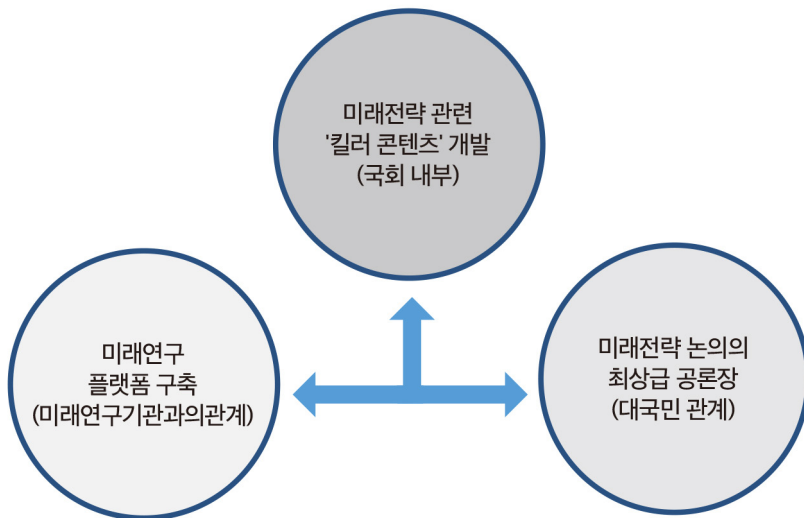 미래전략 관련
'킬러 콘텐츠' 개발
(국회 내부)
미래연구
플랫폼 구축
(미래연구기관과의관계)
미래전략 논의의
최상급 공론장
(대국민 관계)